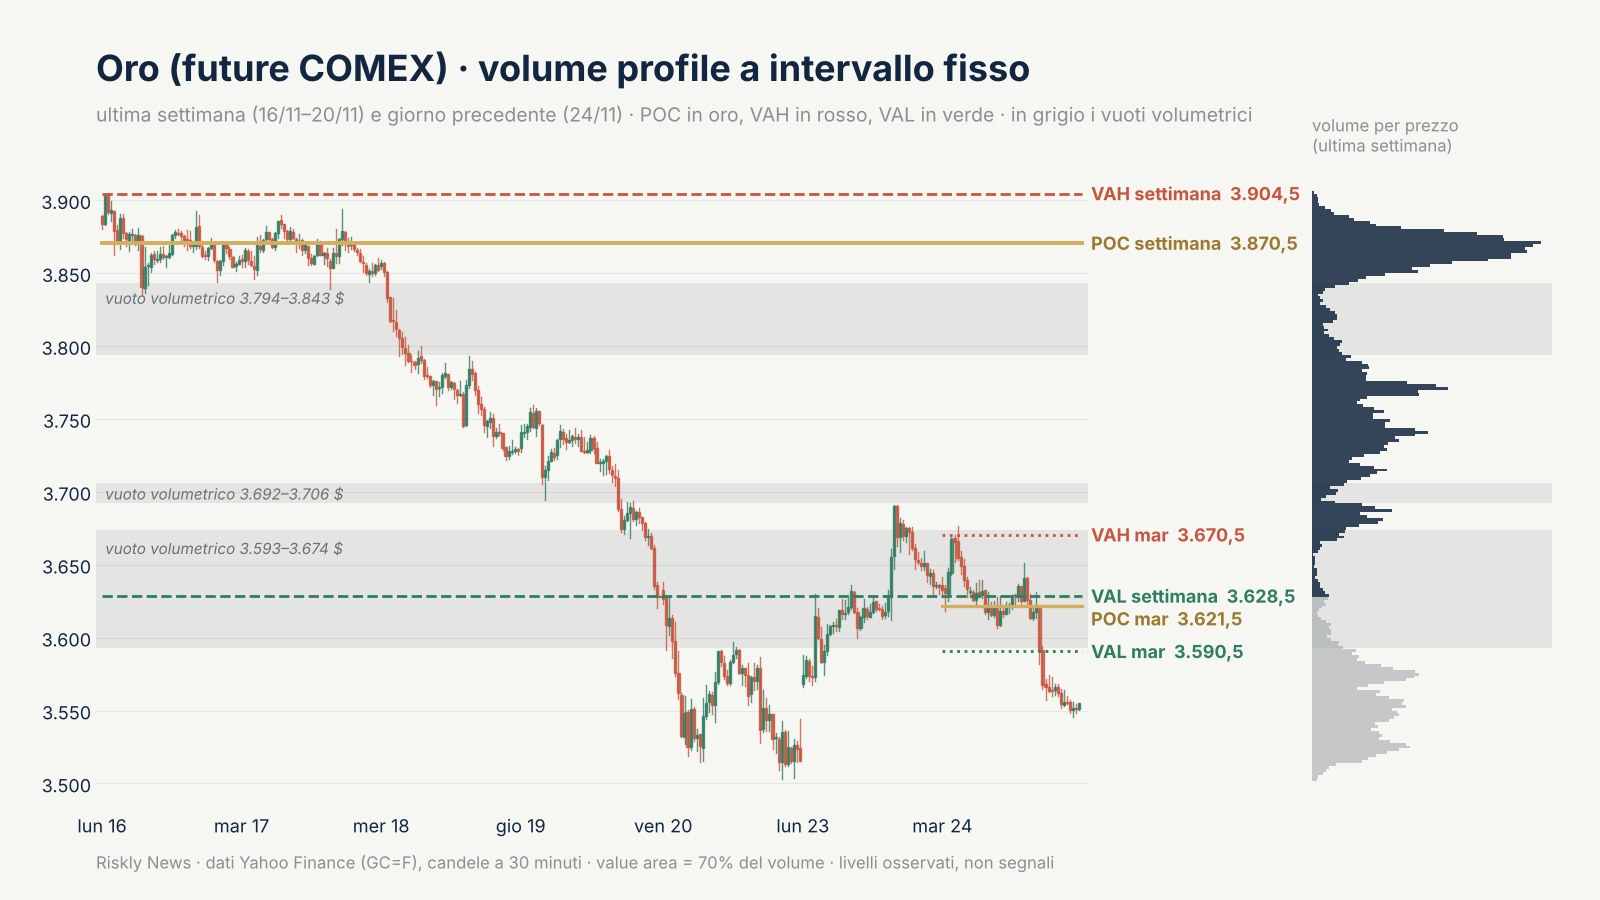 Oro (future COMEX) · volume profile a intervallo fisso
ultima settimana (16/11–20/11) e giorno precedente (24/11) · POC in oro, VAH in rosso, VAL in verde · in grigio i vuoti volumetrici
volume per prezzo
(ultima settimana)
VAH settimana 3.904,5
3.900
POC settimana 3.870,5
3.850
vuoto volumetrico 3.794–3.843 $
3.800
3.750
3.700
vuoto volumetrico 3.692–3.706 $
VAH mar 3.670,5
vuoto volumetrico 3.593–3.674 $
3.650
VAL settimana 3.628,5
POC mar 3.621,5
3.600
VAL mar 3.590,5
3.550
3.500
lun 16
mar 17
mer 18
gio 19
ven 20
lun 23
mar 24
Riskly News · dati Yahoo Finance (GC=F), candele a 30 minuti · value area = 70% del volume · livelli osservati, non segnali